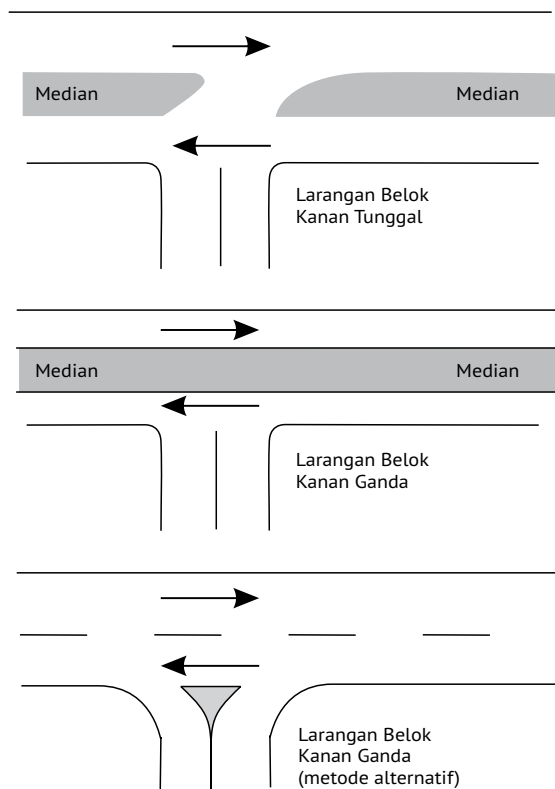 Median
Median
Larangan Belok
Kanan Tunggal
Median
Median
Larangan Belok
Kanan Ganda
Larangan Belok
Kanan Ganda
(metode alternatif)